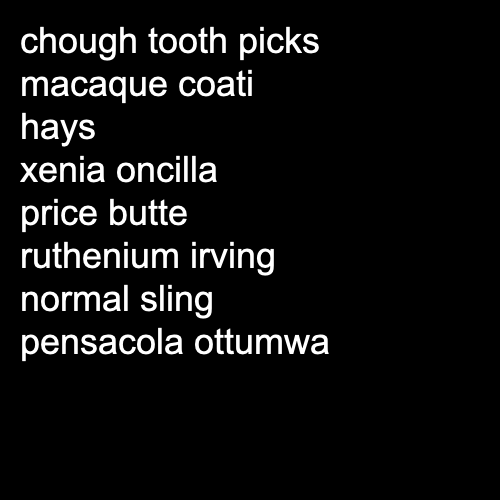 chough tooth picks
macaque coati
hays
xenia oncilla
price butte
ruthenium irving
normal sling
pensacola ottumwa